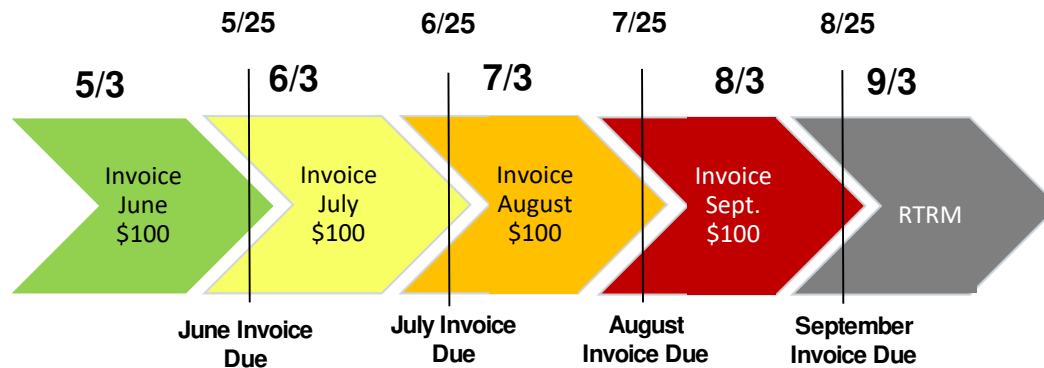 5/25
6/25
7/25
8/25
5/3
6/3
7/3
8/3
9/3
Invoice
June
$100
Invoice
July
$100
Invoice
August
$100
Invoice
Sept.
$100
RTRM
June Invoice
Due
July Invoice
Due
August
Invoice Due
September
Invoice Due